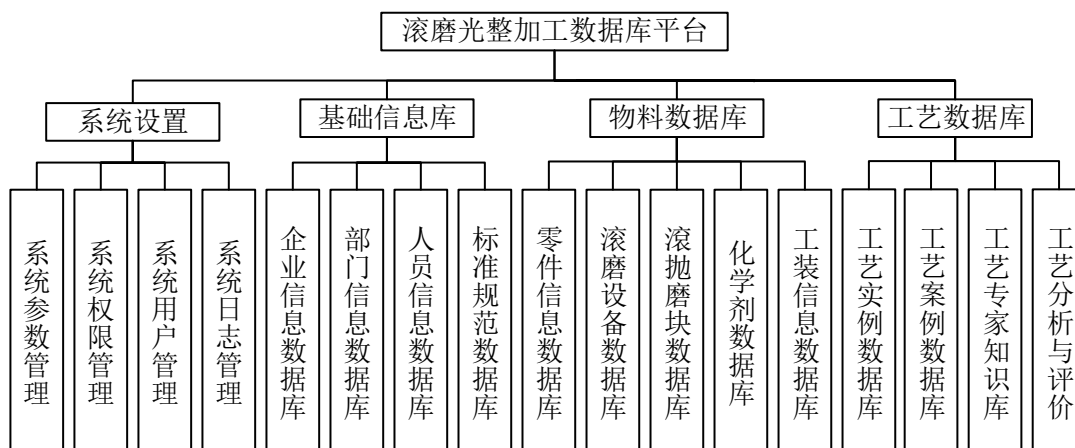 滚磨光整加工数据库平台
系统设置
基础信息库
物料数据库
工艺数据库
系统参数管理
系统权限管理
系统用户管理
系统日志管理
企业信息数据库
部门信息数据库
人员信息数据库
标准规范数据库
零件信息数据库
滚磨设备数据库
滚抛磨块数据库
化学剂数据库
工装信息数据库
工艺实例数据库
工艺案例数据库
工艺专家知识库
工艺分析与评价